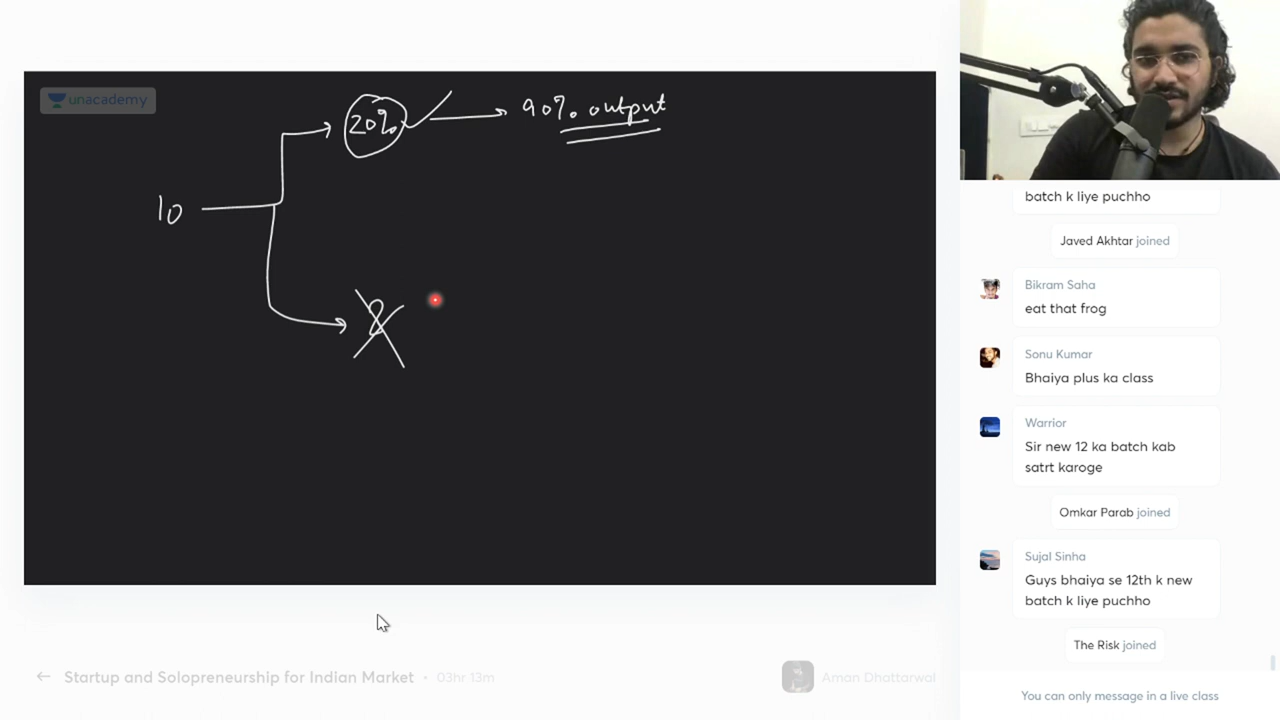 unacademy
20%
90% output
10
8
batch k liye puchho
Javed Akhtar joined
Bikram Saha
eat that frog
Sonu Kumar
Bhaiya plus ka class
Warrior
Sir new 12 ka batch kab
satrt karoge
Omkar Parab joined
Sujal Sinha
Guys bhaiya se 12th k new
batch k liye puchho
The Risk joined
You can only message in a live class
Startup and Solopreneurship for Indian Market • 03hr 13m
Aman Dhattarwal